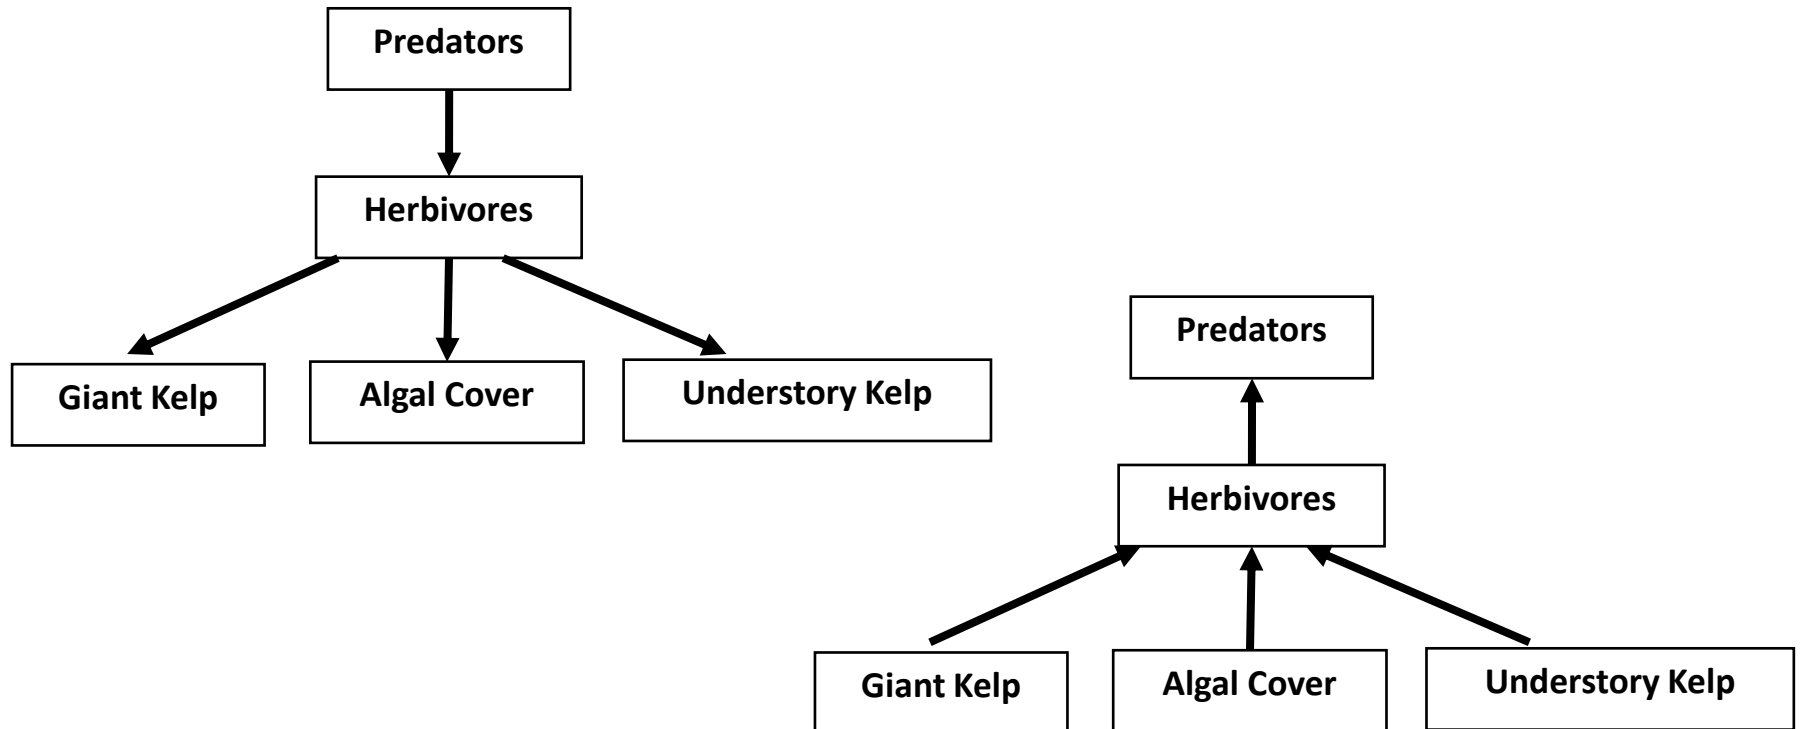 Predators
Herbivores
Giant Kelp
Algal Cover
Understory Kelp
Predators
Herbivores
Giant Kelp
Algal Cover
Understory Kelp